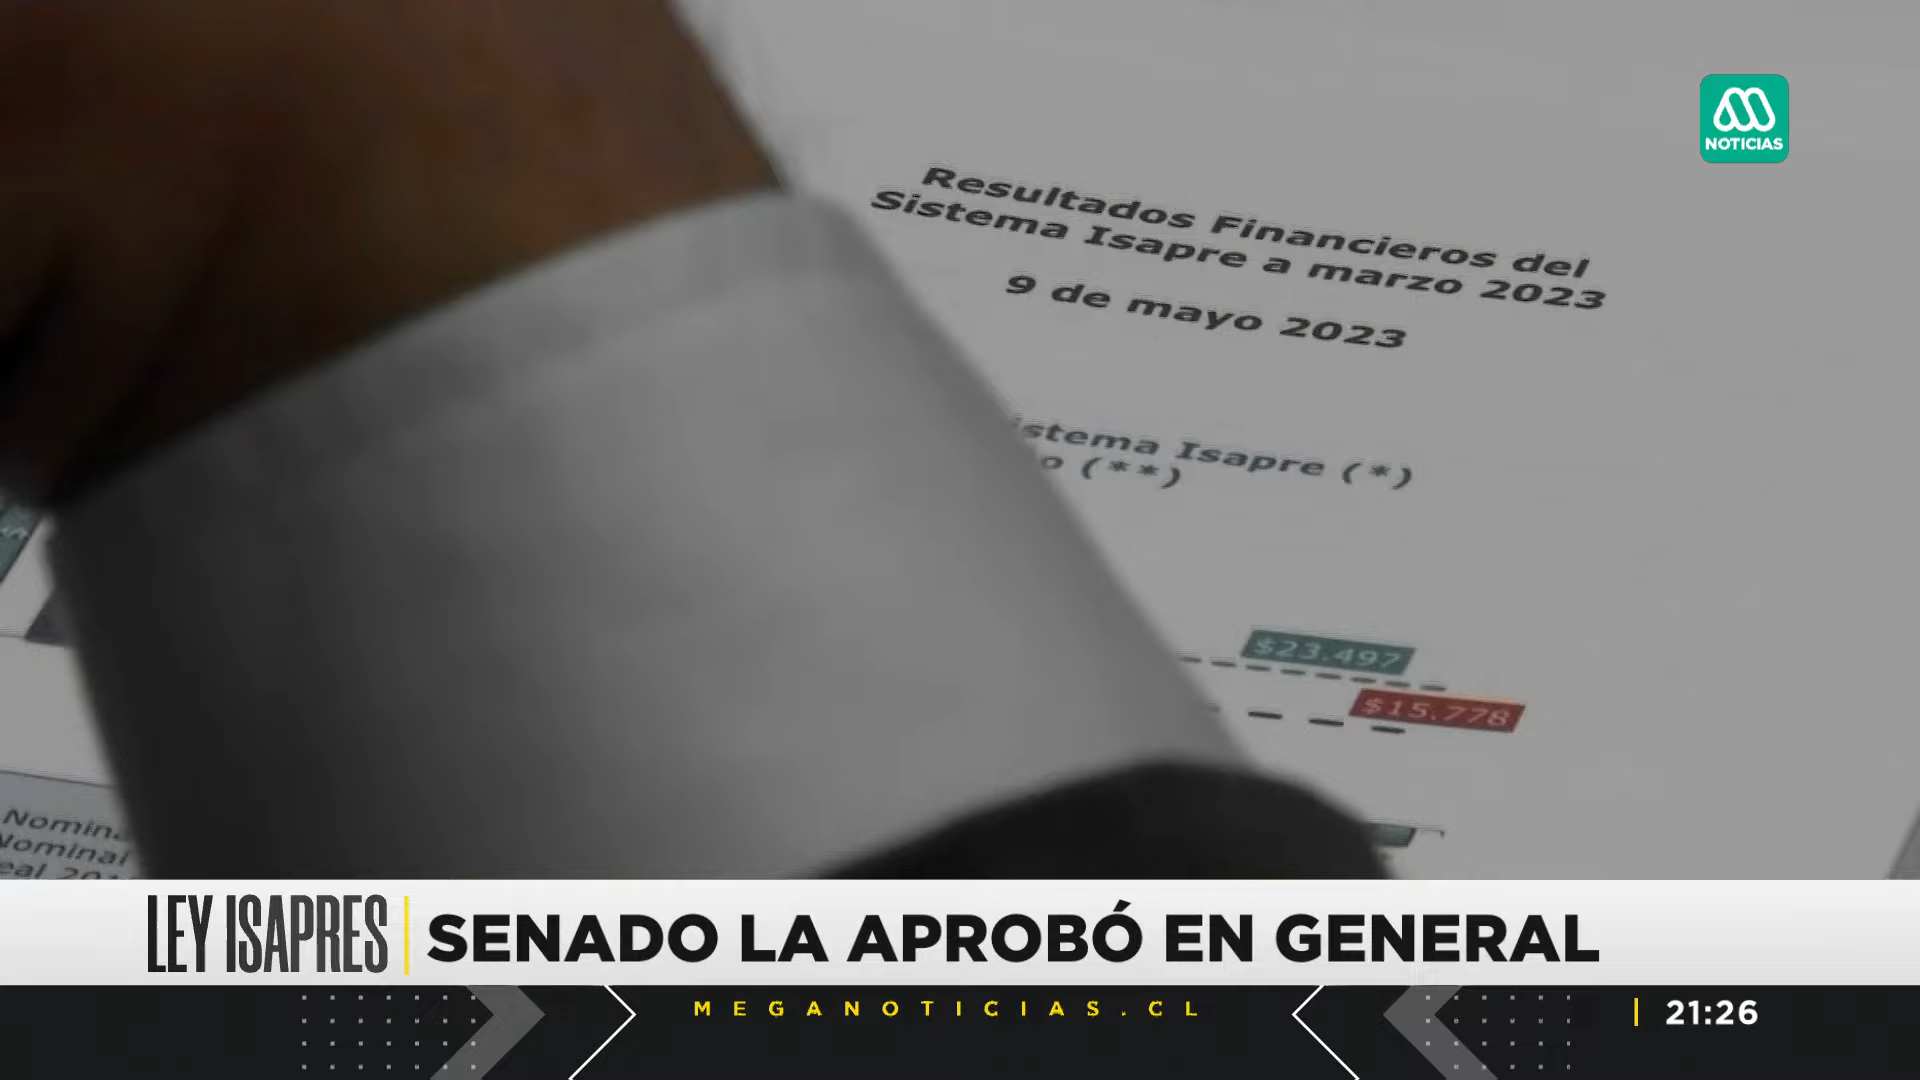 NOTICIAS
Resultados Financieros del
Sistema Isapre a marzo 2023
9 de mayo 2023
Isapre (*)
(**)
$23.497
$15.778
Nominal
LEY ISAPRES
SENADO LA APROBÓ EN GENERAL
MEGANOTICIAS.CL
21:26